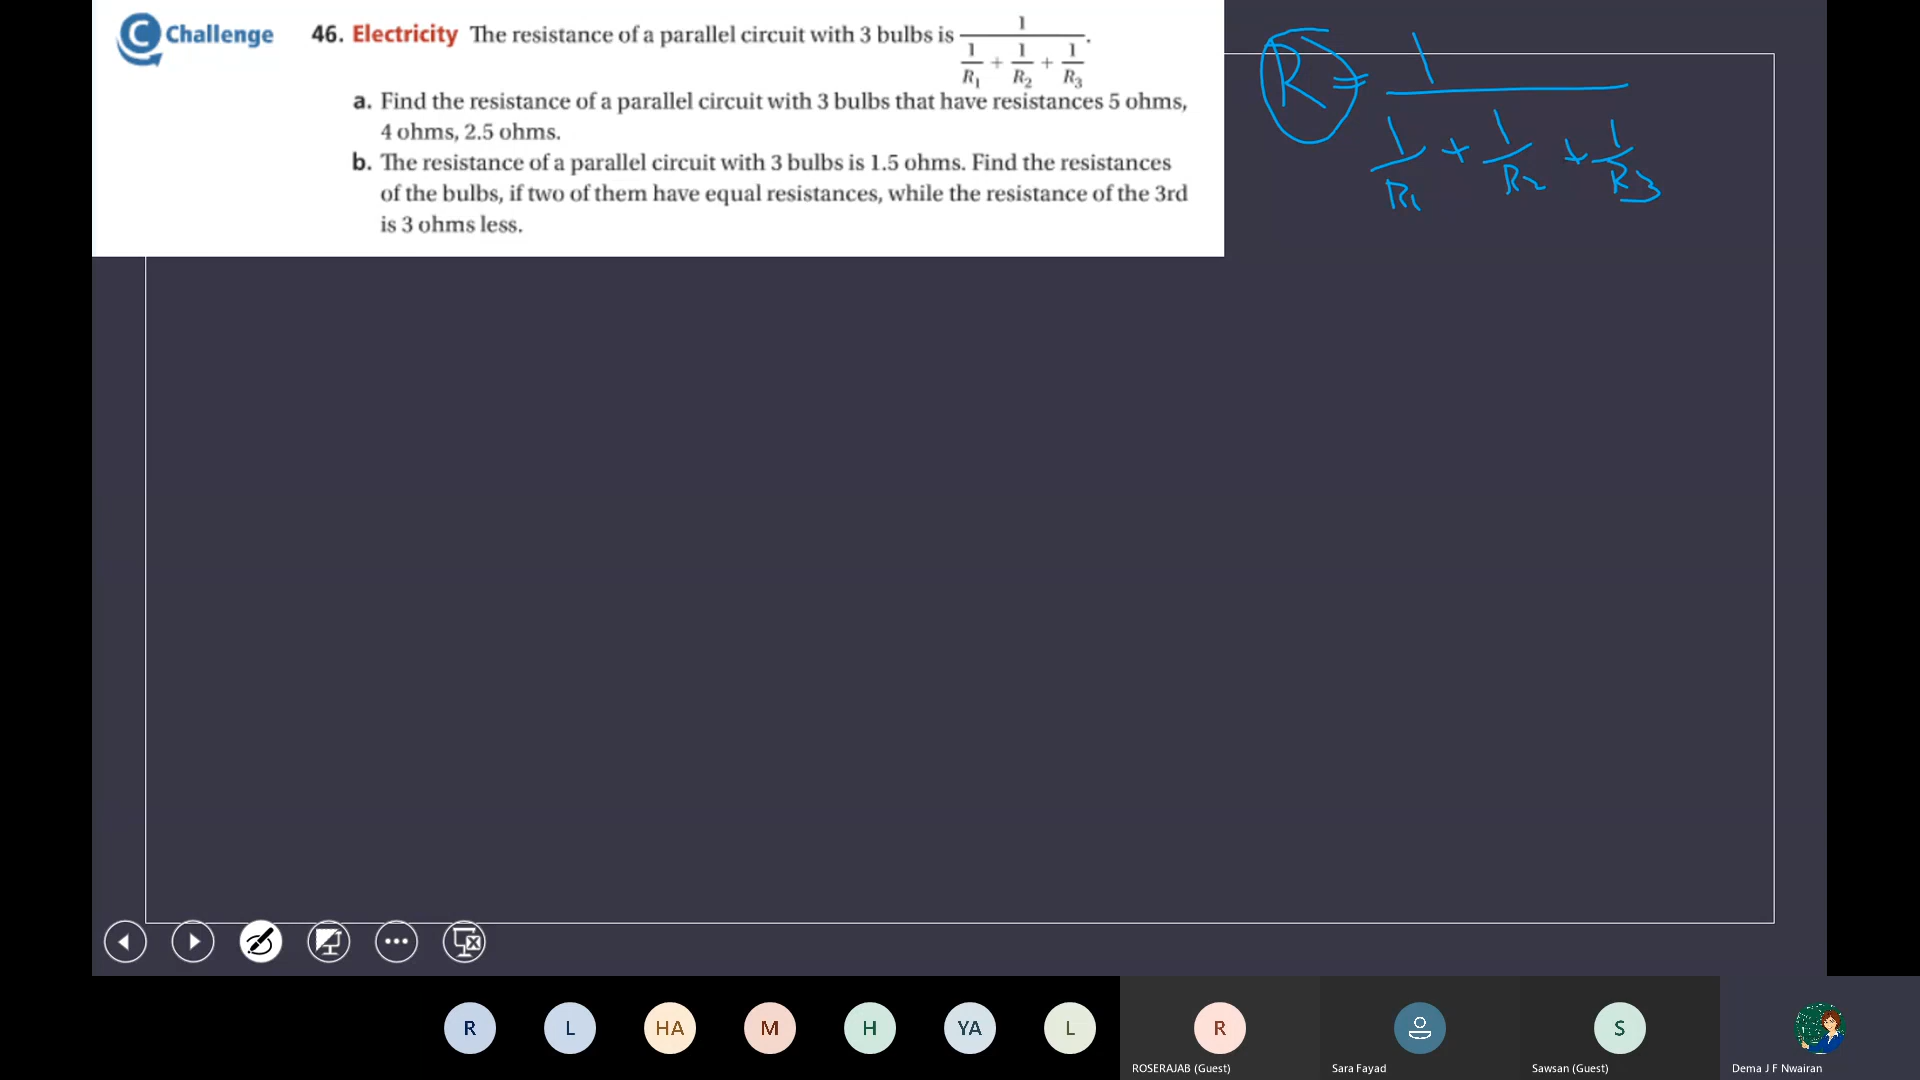 Challenge 46. Electricity The resistance of a parallel circuit with 3 bulbs is 1 / (1/R₁ + 1/R₂ + 1/R₃).
a. Find the resistance of a parallel circuit with 3 bulbs that have resistances 5 ohms,
4 ohms, 2.5 ohms.
b. The resistance of a parallel circuit with 3 bulbs is 1.5 ohms. Find the resistances
of the bulbs, if two of them have equal resistances, while the resistance of the 3rd
is 3 ohms less.
R = 1 / (1/R1 + 1/R2 + 1/R3)
R L HA M H YA L R S
ROSERAJAB (Guest) Sara Fayad Sawsan (Guest) Dema J F Nwairan